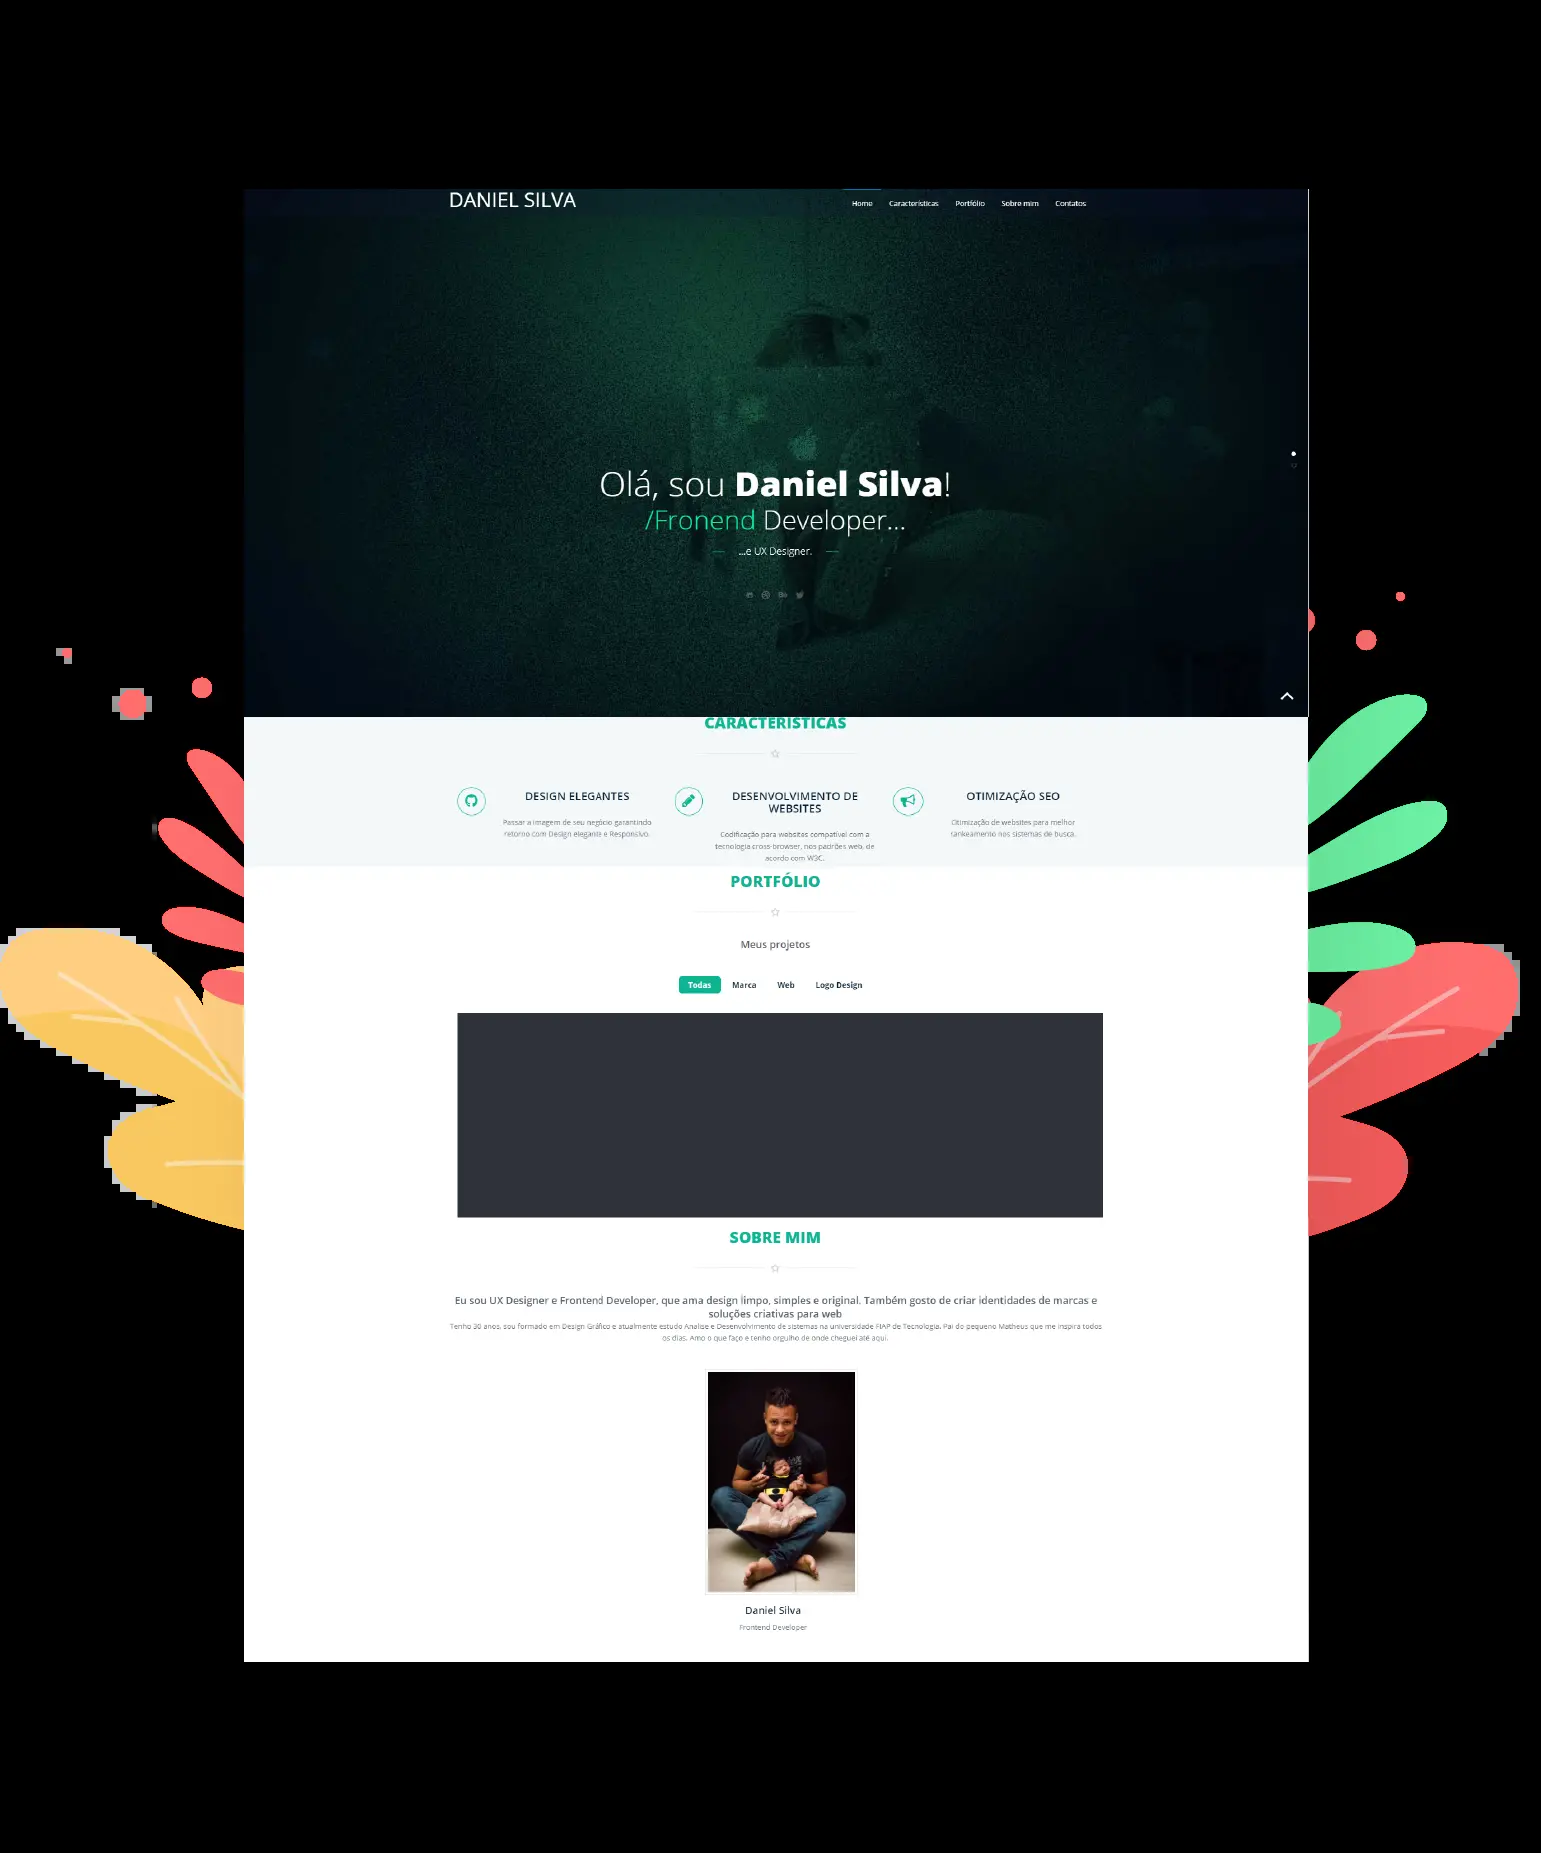 DANIEL SILVA
Home Características Portfólio Sobre mim Contatos
Olá, sou Daniel Silva!
/Fronend Developer...
...e UX Designer.
CARACTERÍSTICAS
DESIGN ELEGANTES
Passar a imagem de seu negócio garantindo
retorno com Design elegante e Responsivo.
DESENVOLVIMENTO DE
WEBSITES
Codificação para websites compatível com a
tecnologia cross-browser, nos padrões web, de
acordo com W3C.
OTIMIZAÇÃO SEO
Otimização de websites para melhor
rankeamento nos sistemas de busca.
PORTFÓLIO
Meus projetos
Todas Marca Web Logo Design
SOBRE MIM
Eu sou UX Designer e Frontend Developer, que ama design limpo, simples e original. Também gosto de criar identidades de marcas e
soluções criativas para web
Tenho 30 anos, sou formado em Design Gráfico e atualmente estudo Analise e Desenvolvimento de sistemas na universidade FIAP de Tecnologia, Pai do pequeno Matheus que me inspira todos
os dias. Amo o que faço e tenho orgulho de onde cheguei até aqui.
Daniel Silva
Frontend Developer